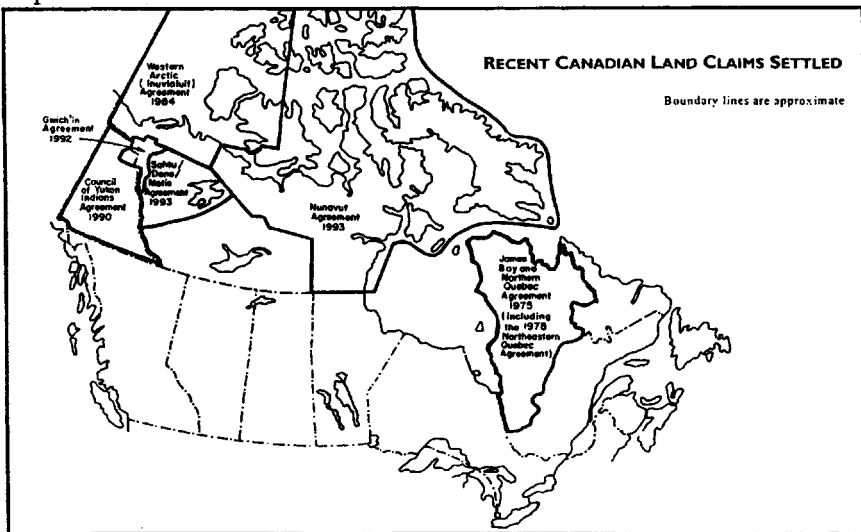 RECENT CANADIAN LAND CLAIMS SETTLED
Boundary lines are approximate
Western
Arctic
(Inuvialuit)
Agreement
1984
Gwich'in
Agreement
1992
Sahtu/
Dene/
Metis
Agreement
1993
Council
of Yukon
Indians
Agreement
1990
Nunavut
Agreement
1993
James
Bay and
Northern
Quebec
Agreement
1975
(including
the 1978
Northeastern
Quebec
Agreement)